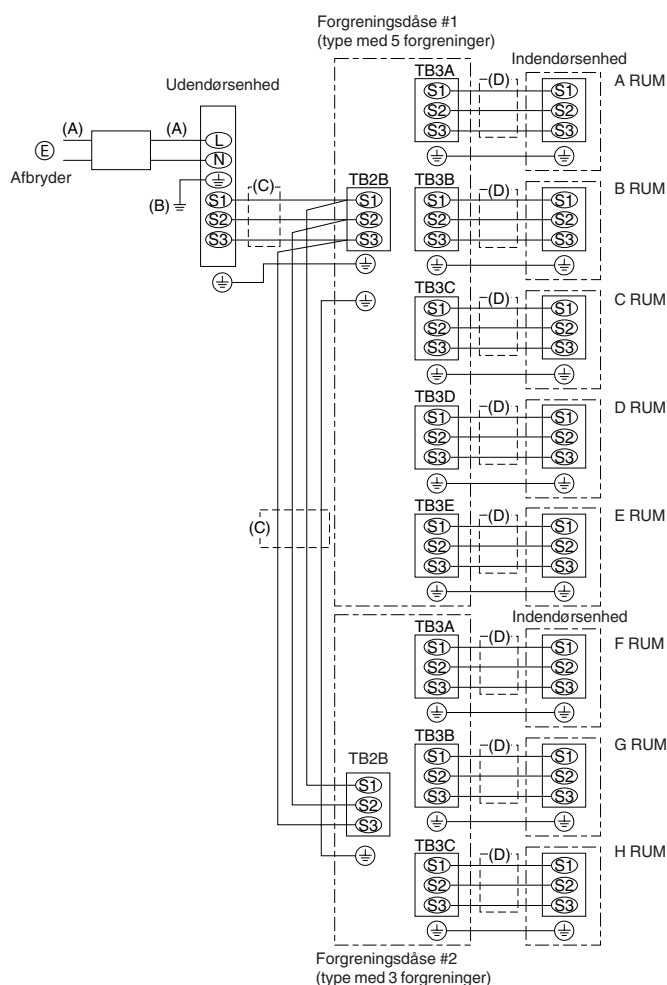 Forgreningsdåse #1
(type med 5 forgreninger)
Indendørsenhed
Udendørsenhed
Afbryder
(A)
(A)
E
L
N
(B)
S1
S2
S3
(C)
TB2B
S1
S2
S3
TB3A
S1
S2
S3
(D)
S1
S2
S3
A RUM
TB3B
S1
S2
S3
(D)
S1
S2
S3
B RUM
TB3C
S1
S2
S3
(D)
S1
S2
S3
C RUM
TB3D
S1
S2
S3
(D)
S1
S2
S3
D RUM
TB3E
S1
S2
S3
(D)
S1
S2
S3
E RUM
(C)
Indendørsenhed
TB3A
S1
S2
S3
(D)
S1
S2
S3
F RUM
TB2B
S1
S2
S3
TB3B
S1
S2
S3
(D)
S1
S2
S3
G RUM
TB3C
S1
S2
S3
(D)
S1
S2
S3
H RUM
Forgreningsdåse #2
(type med 3 forgreninger)